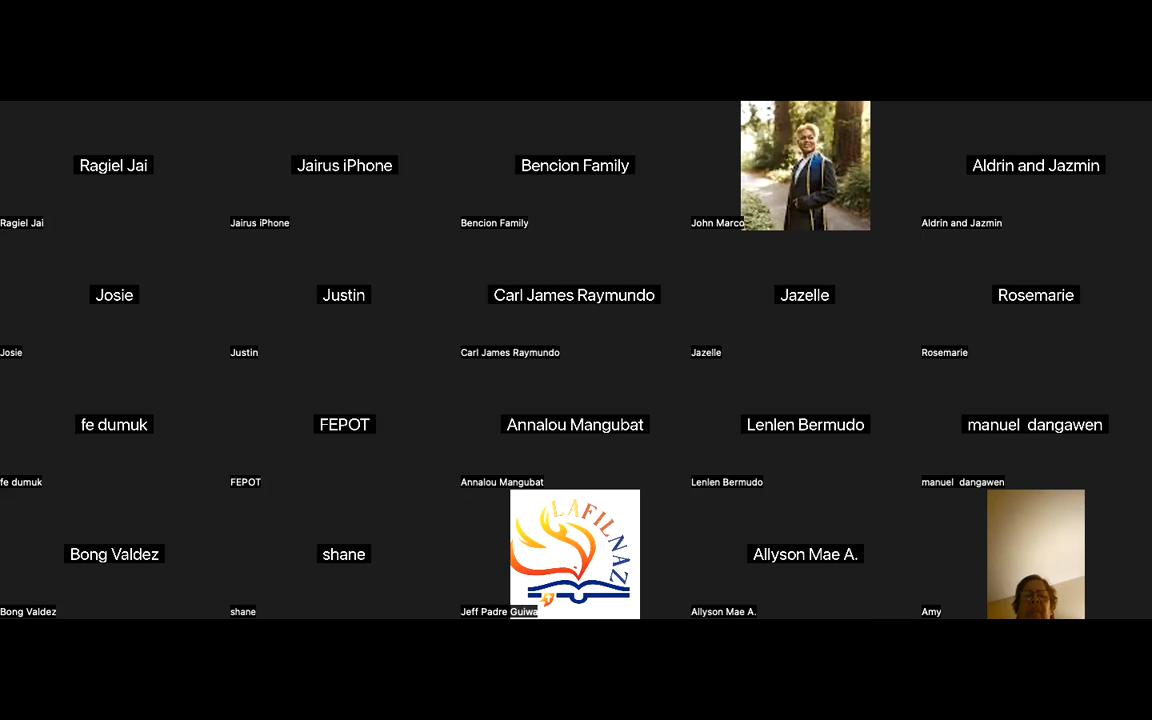 Ragiel Jai
Jairus iPhone
Bencion Family
Aldrin and Jazmin
Ragiel Jai
Jairus iPhone
Bencion Family
John Marco
Aldrin and Jazmin
Josie
Justin
Carl James Raymundo
Jazelle
Rosemarie
Josie
Justin
Carl James Raymundo
Jazelle
Rosemarie
fe dumuk
FEPOT
Annalou Mangubat
Lenlen Bermudo
manuel  dangawen
fe dumuk
FEPOT
Annalou Mangubat
Lenlen Bermudo
manuel  dangawen
Bong Valdez
shane
LAFILNAZ
Allyson Mae A.
Bong Valdez
shane
Jeff Padre Guiwa
Allyson Mae A.
Amy